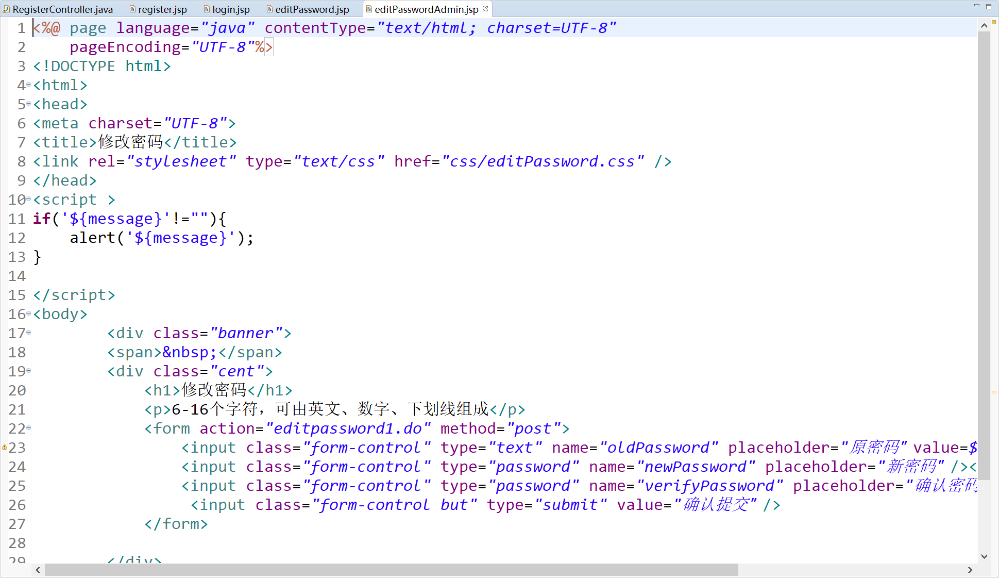 RegisterController.java register.jsp login.jsp editPassword.jsp editPasswordAdmin.jsp
1 <%@ page language="java" contentType="text/html; charset=UTF-8"
2     pageEncoding="UTF-8"%>
3 <!DOCTYPE html>
4 <html>
5 <head>
6 <meta charset="UTF-8">
7 <title>修改密码</title>
8 <link rel="stylesheet" type="text/css" href="css/editPassword.css" />
9 </head>
10 <script >
11 if('${message}'!=""){
12     alert('${message}');
13 }
14
15 </script>
16 <body>
17         <div class="banner">
18         <span>&nbsp;</span>
19         <div class="cent">
20             <h1>修改密码</h1>
21             <p>6-16个字符，可由英文、数字、下划线组成</p>
22             <form action="editpassword1.do" method="post">
23                 <input class="form-control" type="text" name="oldPassword" placeholder="原密码" value=$
24                 <input class="form-control" type="password" name="newPassword" placeholder="新密码" /><
25                 <input class="form-control" type="password" name="verifyPassword" placeholder="确认密码
26                  <input class="form-control but" type="submit" value="确认提交" />
27             </form>
28
29         </div>